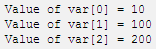 Value of var[0] = 10
Value of var[1] = 100
Value of var[2] = 200